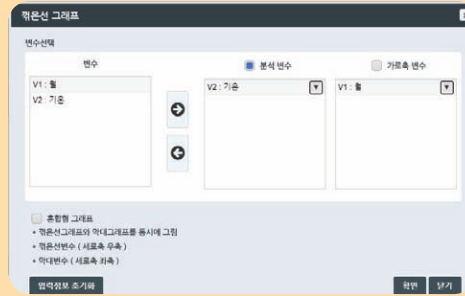 꺾은선 그래프
변수선택
변수
분석 변수
가로축 변수
V1 : 월
V2 : 기온
V2 : 기온
V1 : 월
혼합형 그래프
• 꺾은선그래프와 막대그래프를 동시에 그림
• 꺾은선변수 ( 세로축 우측 )
• 막대변수 ( 세로축 좌측 )
입력정보 초기화
확인
닫기